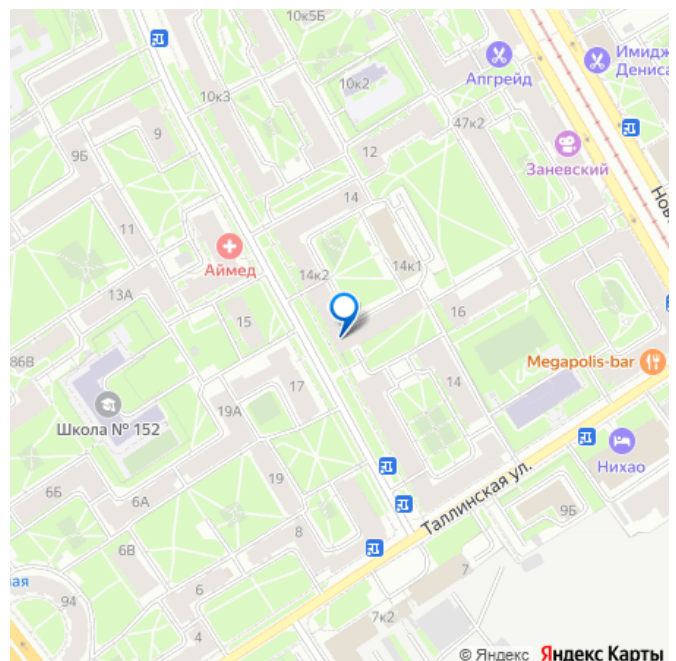 10к5Б
Имидж
Дениса
Апгрейд
10к2
10к3
47к2
9
12
Заневский
9Б
14
Нов
11
Аймед
14к1
14к2
13А
16
15
Megapolis-bar
86В
14
17
19А
Школа № 152
Нихао
Таллинская ул.
19
6Б
6А
9Б
8
6В
7
ая
6
94
7к2
4
© Яндекс Яндекс Карты